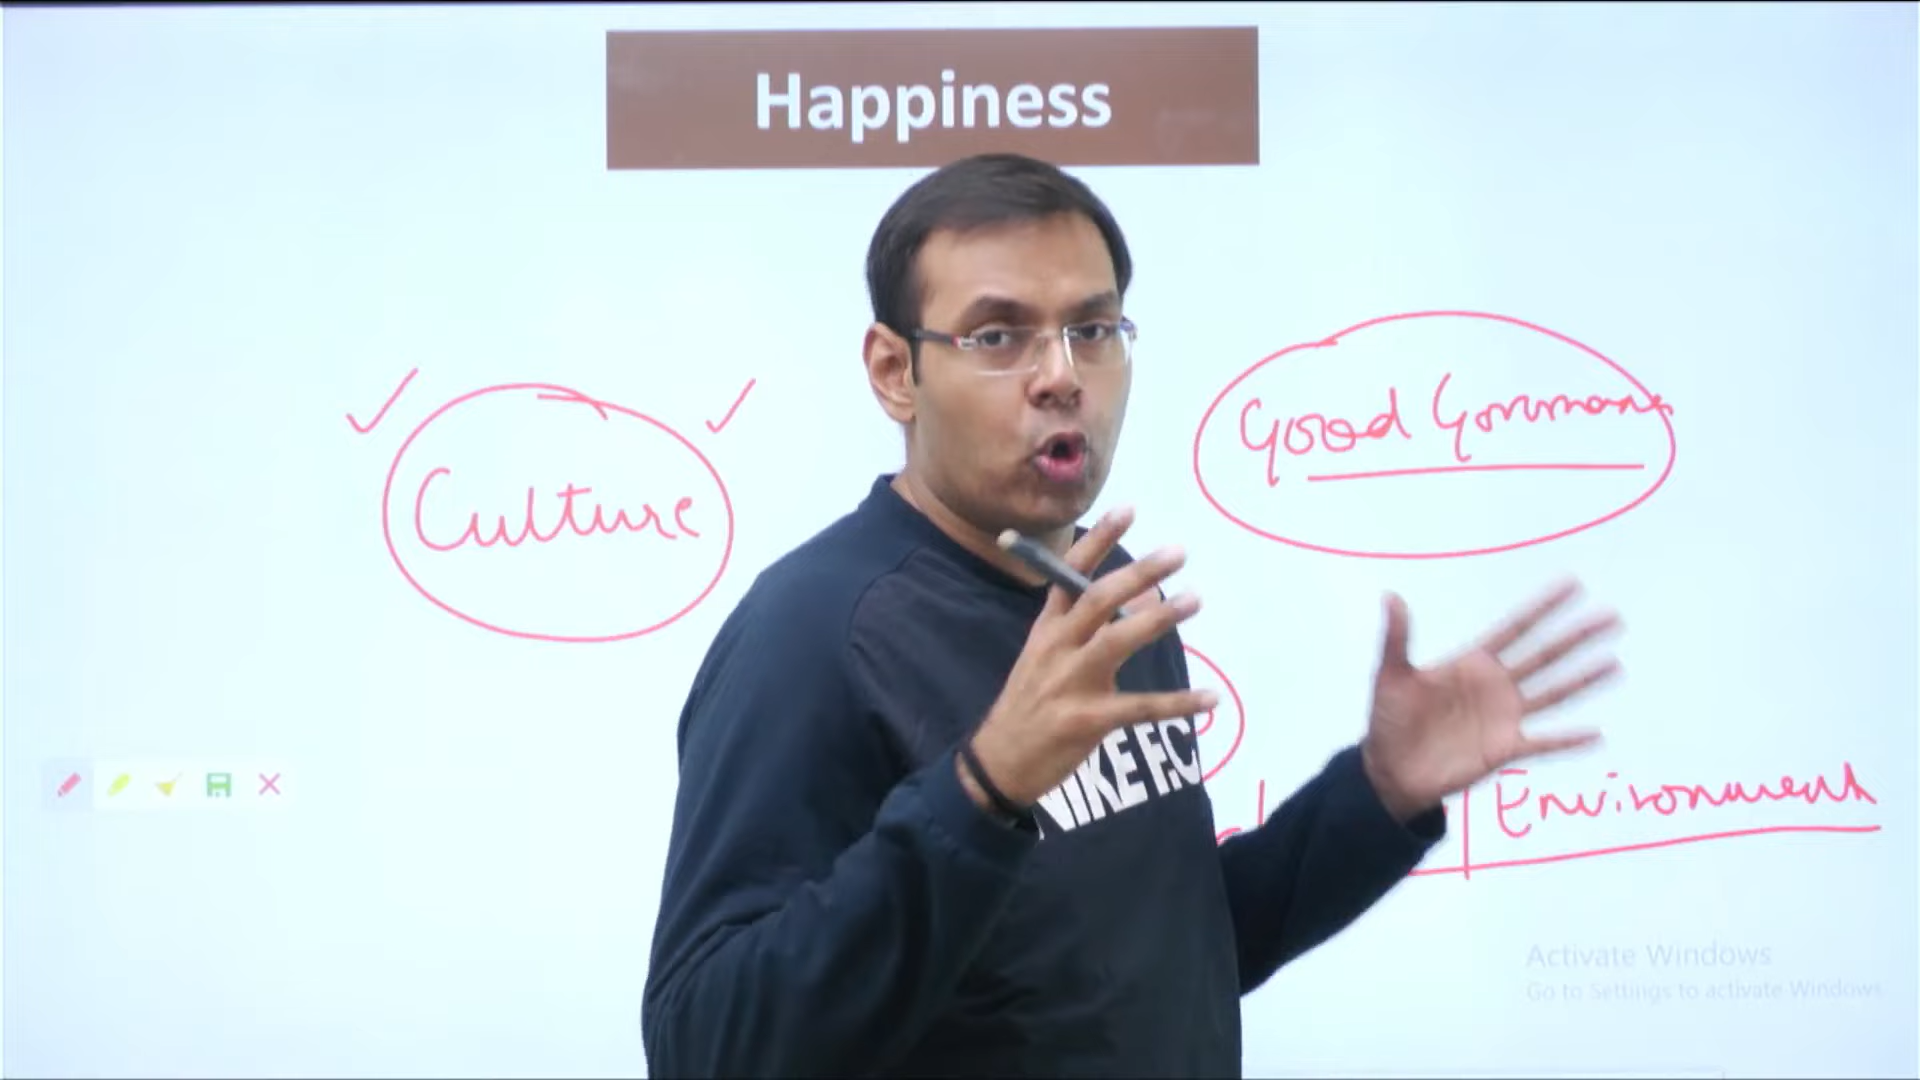 Happiness
Good Governance
Culture
NIKE F.C
Environment
Activate Windows
Go to Settings to activate Windows